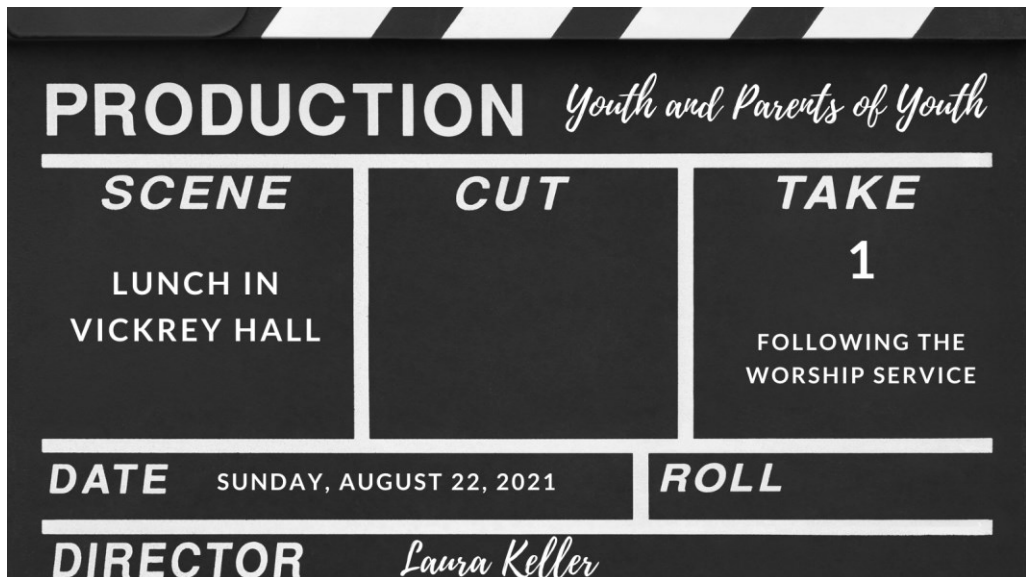 PRODUCTION Youth and Parents of Youth
SCENE
LUNCH IN
VICKREY HALL
CUT
TAKE
1
FOLLOWING THE
WORSHIP SERVICE
DATE SUNDAY, AUGUST 22, 2021
ROLL
DIRECTOR Laura Keller